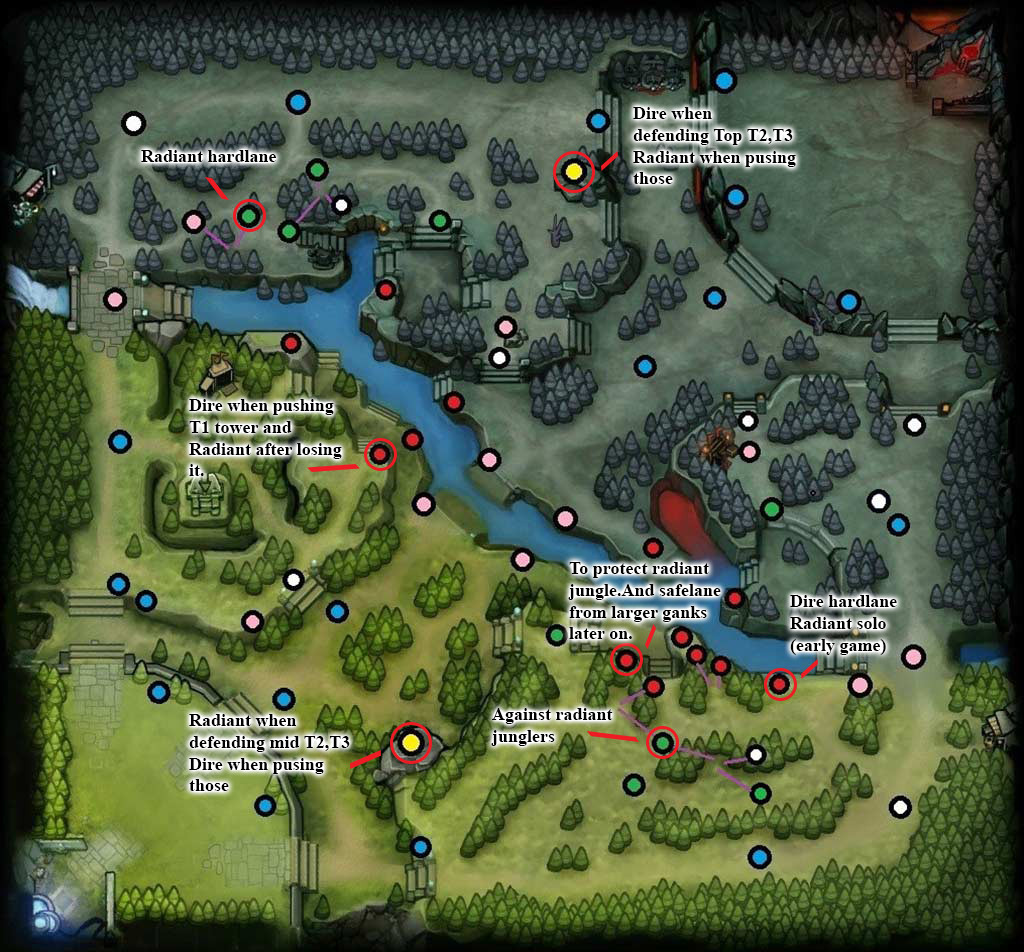 Dire when
defending Top T2,T3
Radiant when pusing
those
Radiant hardlane
Dire when pushing
T1 tower and
Radiant after losing
it.
To protect radiant
jungle.And safelane
from larger ganks
later on.
Dire hardlane
Radiant solo
(early game)
Against radiant
junglers
Radiant when
defending mid T2,T3
Dire when pusing
those